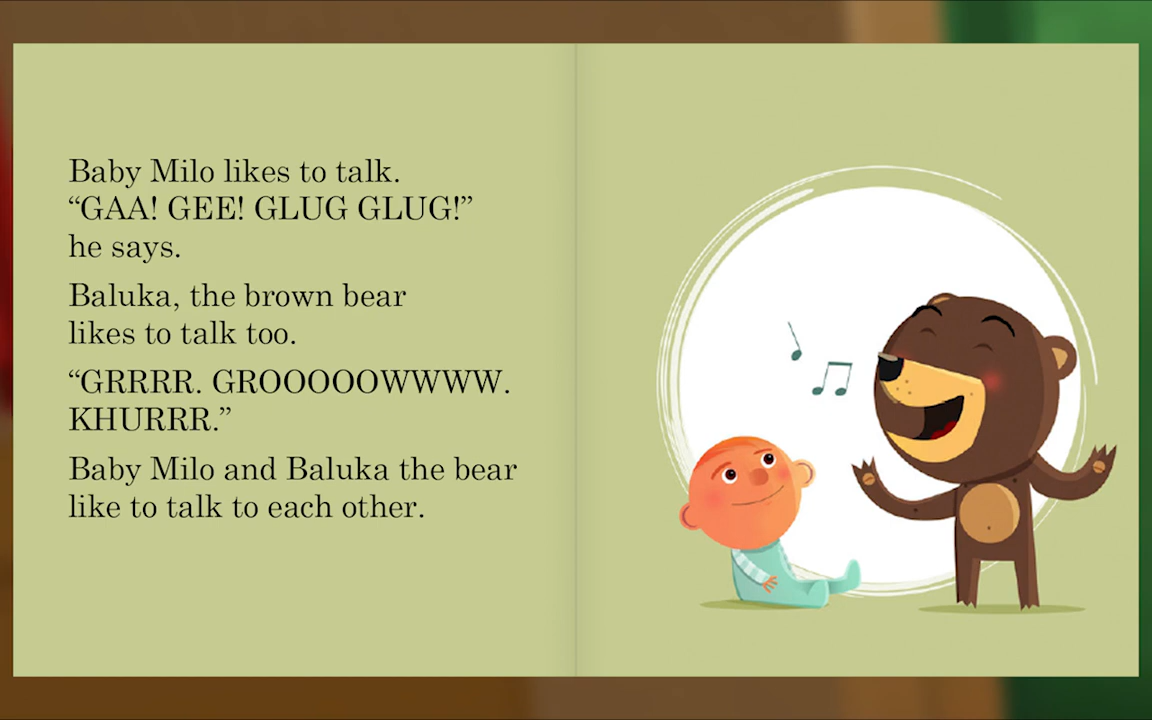 Baby Milo likes to talk.
“GAA! GEE! GLUG GLUG!”
he says.
Baluka, the brown bear
likes to talk too.
“GRRRR. GROOOOOWWWW.
KHURRR.”
Baby Milo and Baluka the bear
like to talk to each other.